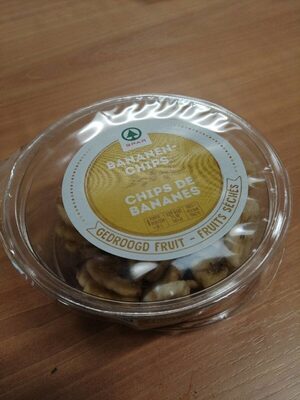 SPAR
BANANEN-
CHIPS
CHIPS DE
BANANES
GEDROOGD FRUIT - FRUITS SÉCHÉS